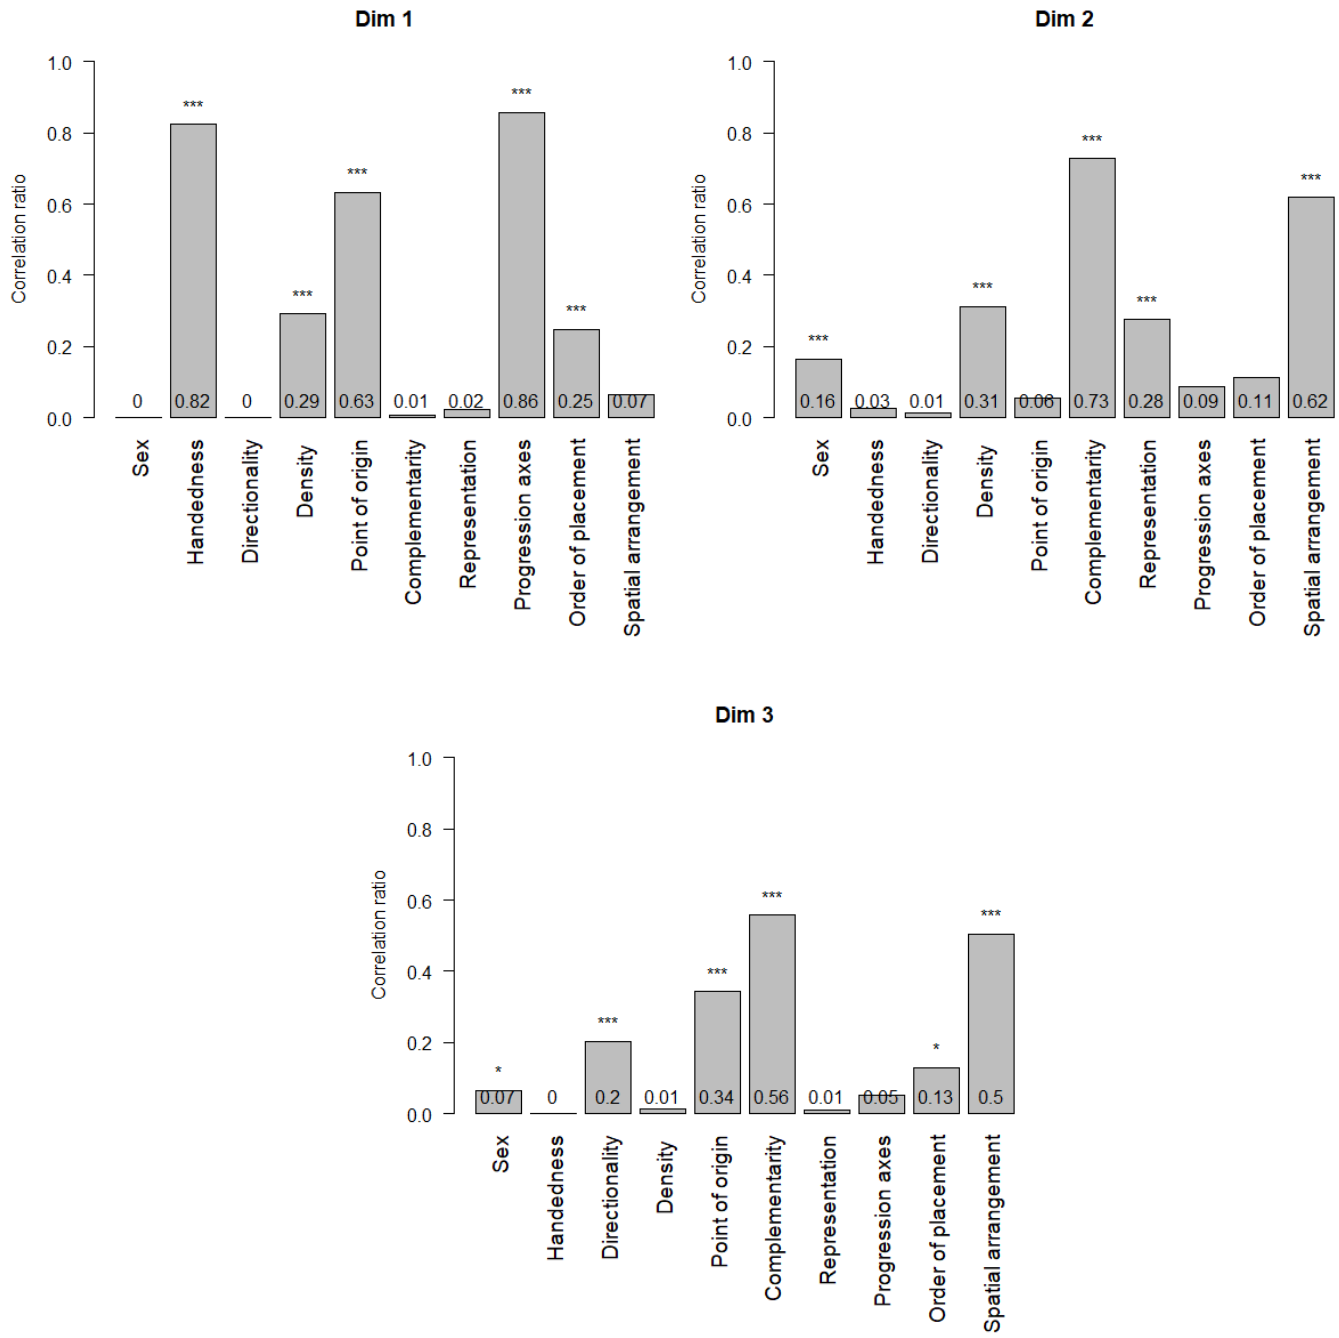 Dim 1
Correlation ratio
1.0
0.8
0.6
0.4
0.2
0.0
***
***
***
***
***
0
0.82
0
0.29
0.63
0.01
0.02
0.86
0.25
0.07
Sex
Handedness
Directionality
Density
Point of origin
Complementarity
Representation
Progression axes
Order of placement
Spatial arrangement
Dim 2
Correlation ratio
1.0
0.8
0.6
0.4
0.2
0.0
***
***
***
***
***
0.16
0.03
0.01
0.31
0.06
0.73
0.28
0.09
0.11
0.62
Sex
Handedness
Directionality
Density
Point of origin
Complementarity
Representation
Progression axes
Order of placement
Spatial arrangement
Dim 3
Correlation ratio
1.0
0.8
0.6
0.4
0.2
0.0
*
***
***
***
*
***
0.07
0
0.2
0.01
0.34
0.56
0.01
0.05
0.13
0.5
Sex
Handedness
Directionality
Density
Point of origin
Complementarity
Representation
Progression axes
Order of placement
Spatial arrangement